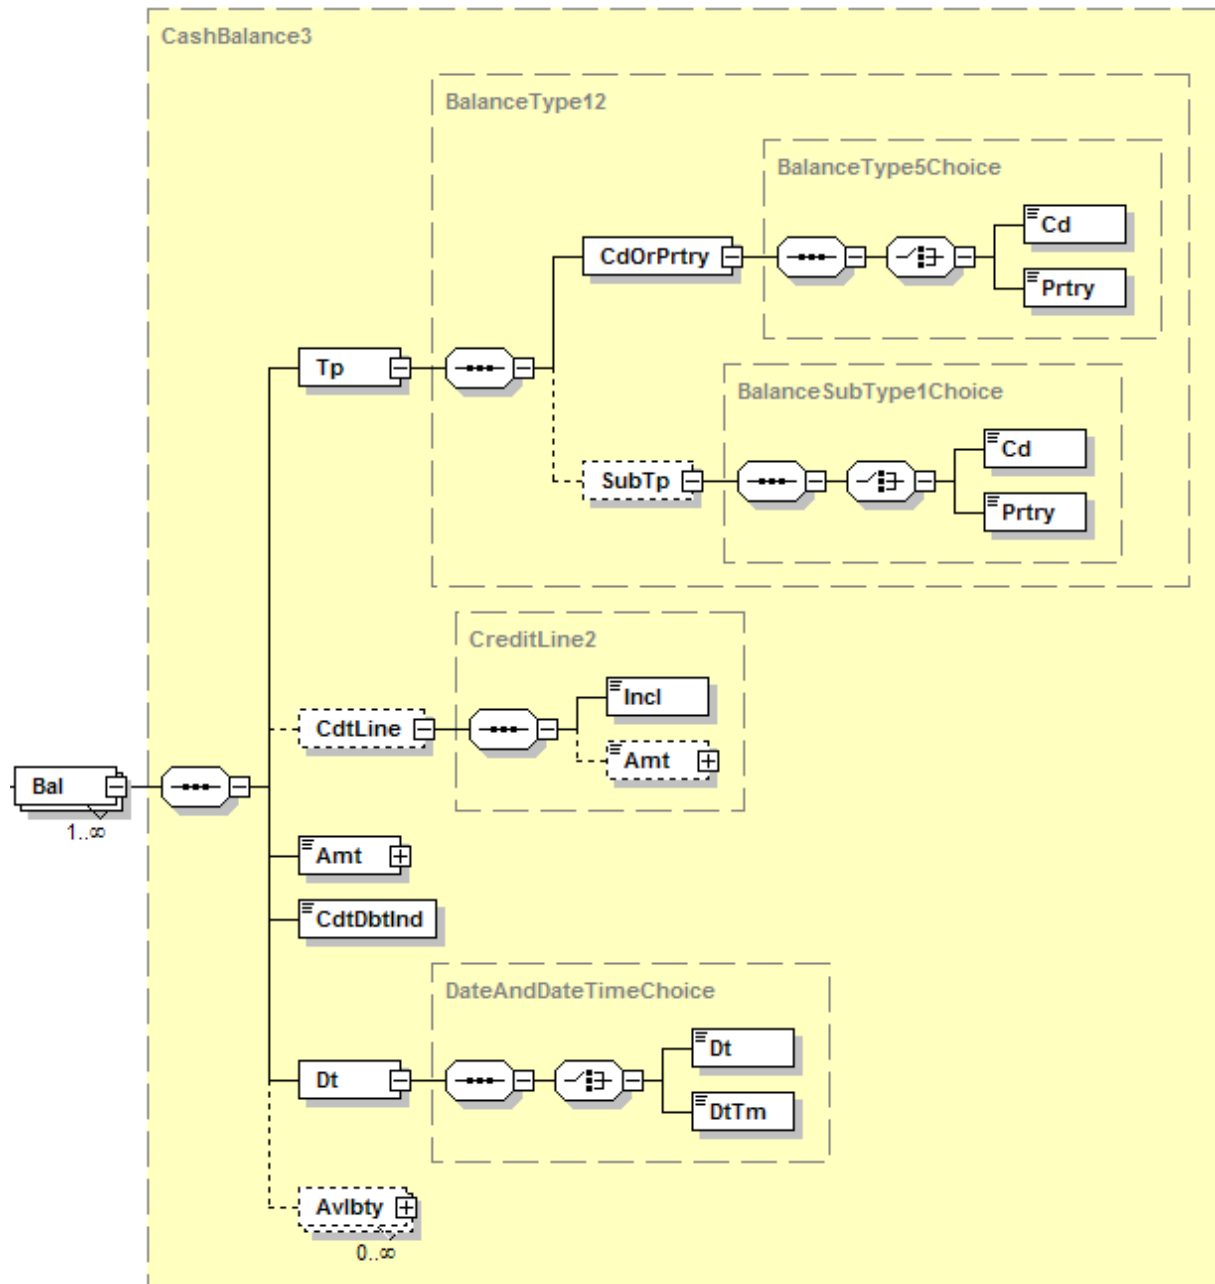 CashBalance3
BalanceType12
BalanceType5Choice
Cd
CdOrPrtry
Prtry
Tp
BalanceSubType1Choice
Cd
SubTp
Prtry
CreditLine2
Incl
CdtLine
Amt
Bal
1..∞
Amt
CdtDbtInd
DateAndDateTimeChoice
Dt
Dt
DtTm
Avlbty
0..∞